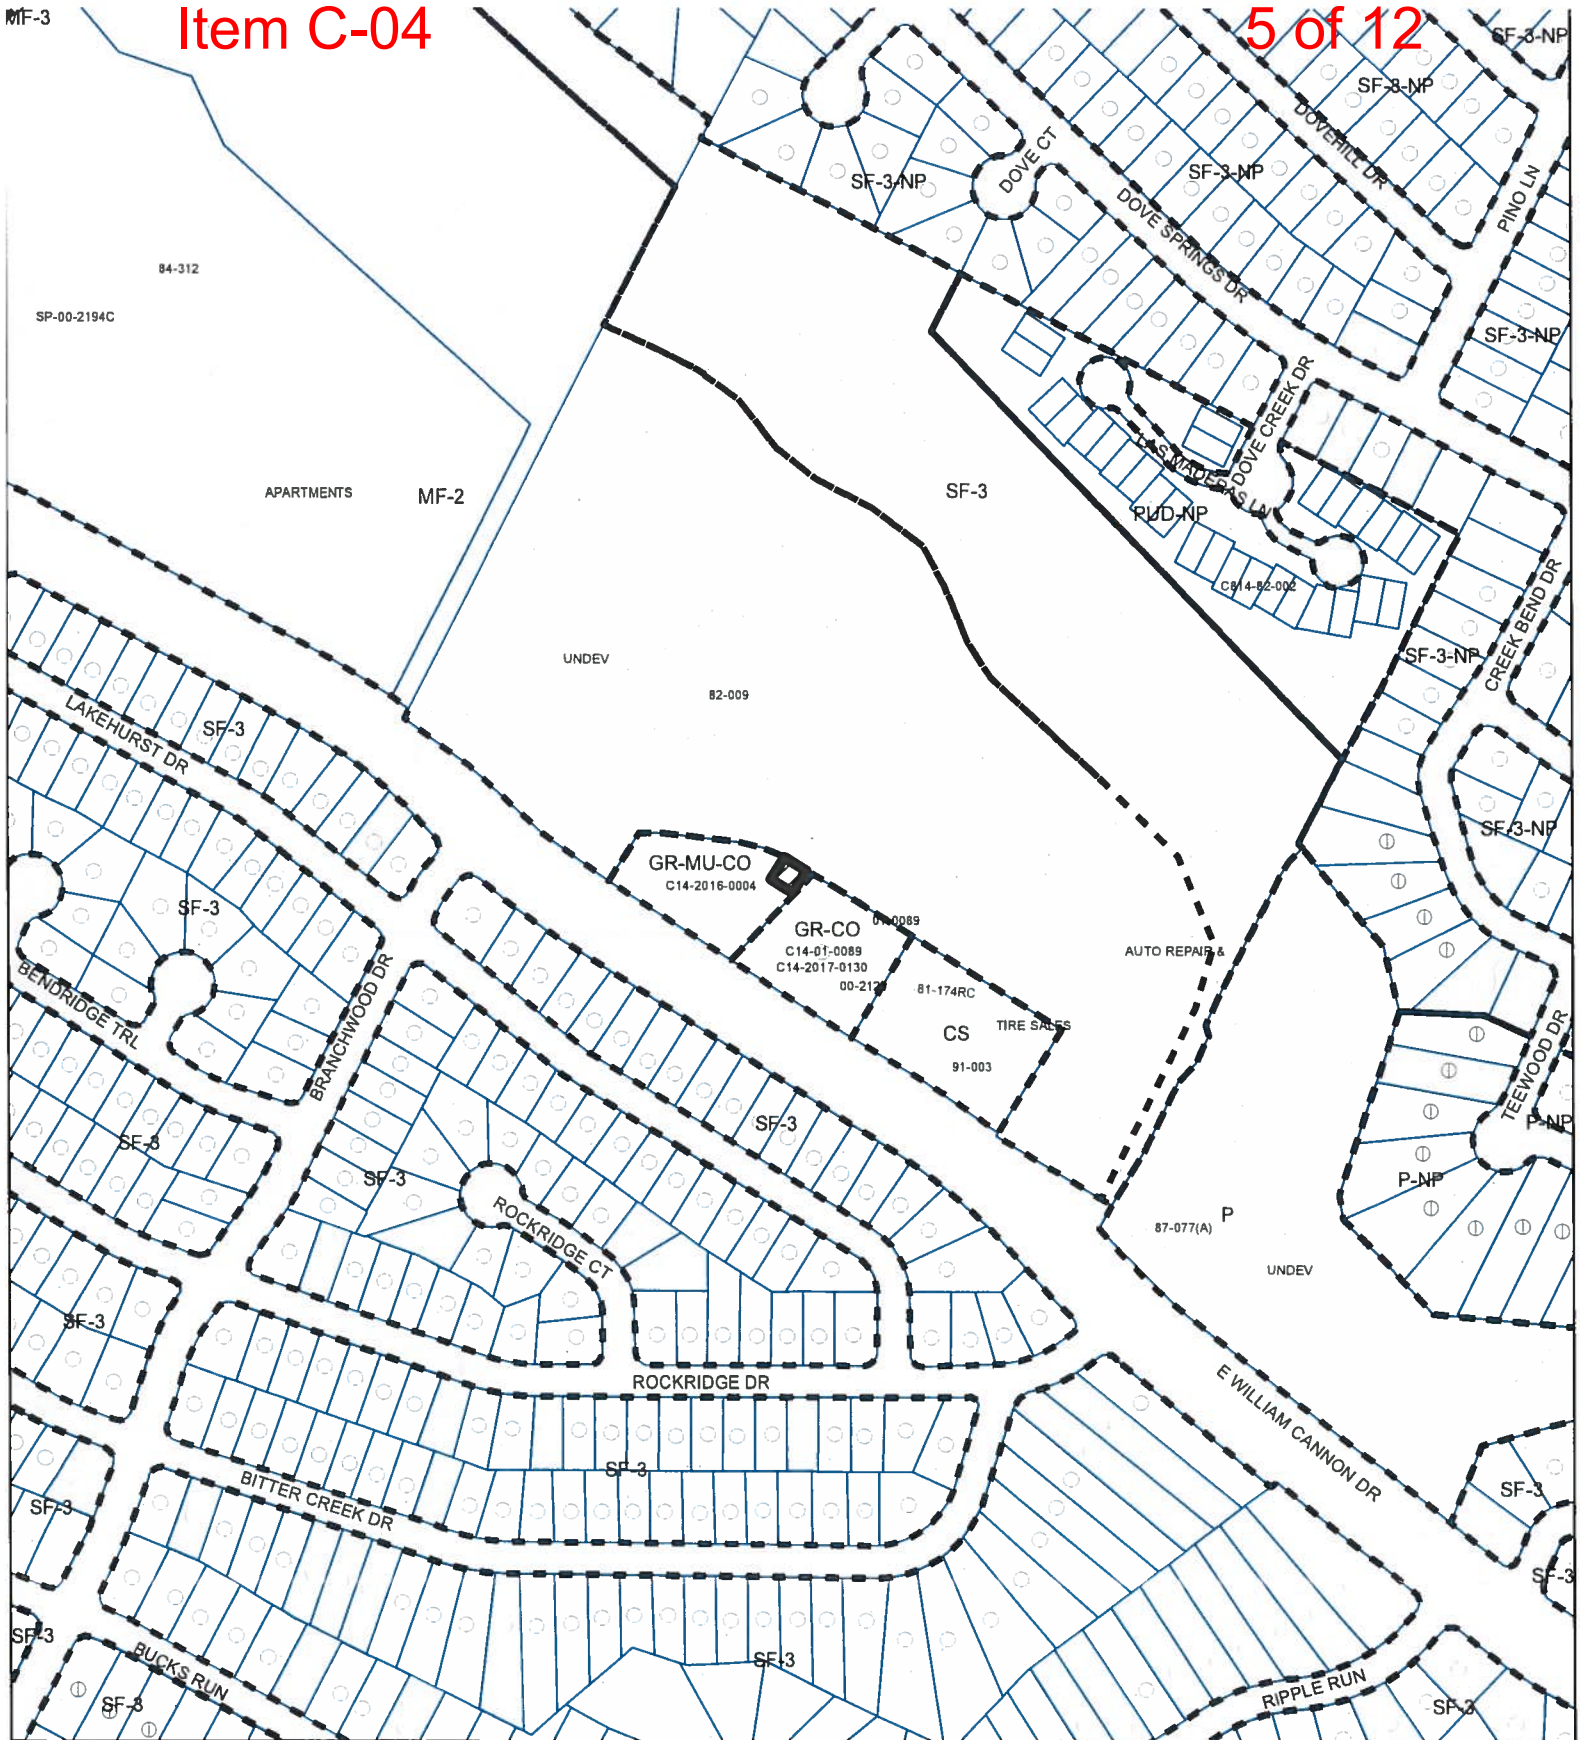 MF-3
Item C-04
5 of 12
SF-3-NP
SF-3-NP
DOVEHILL DR
DOVE CT
SF-3-NP
SF-3-NP
PINO LN
DOVE SPRINGS DR
84-312
SP-00-2194C
SF-3-NP
DOVE CREEK DR
APARTMENTS
MF-2
SF-3
LAS MADERAS LN
PUD-NP
C814-82-002
CREEK BEND DR
SF-3-NP
UNDEV
82-009
LAKEHURST DR
SF-3
SF-3-NP
GR-MU-CO
C14-2016-0004
SF-3
GR-CO
01-0089
C14-01-0089
C14-2017-0130
00-212
81-174RC
AUTO REPAIR &
TIRE SALES
CS
91-003
BENDRIDGE TRL
BRANCHWOOD DR
TEEWOOD DR
P-NP
SF-3
SF-3
SF-3
P-NP
ROCKRIDGE CT
P
87-077(A)
UNDEV
SF-3
ROCKRIDGE DR
E WILLIAM CANNON DR
SF-3
SF-3
SF-3
BITTER CREEK DR
SF-3
SF-3
SF-3
BUCKS RUN
SF-3
RIPPLE RUN
SF-3